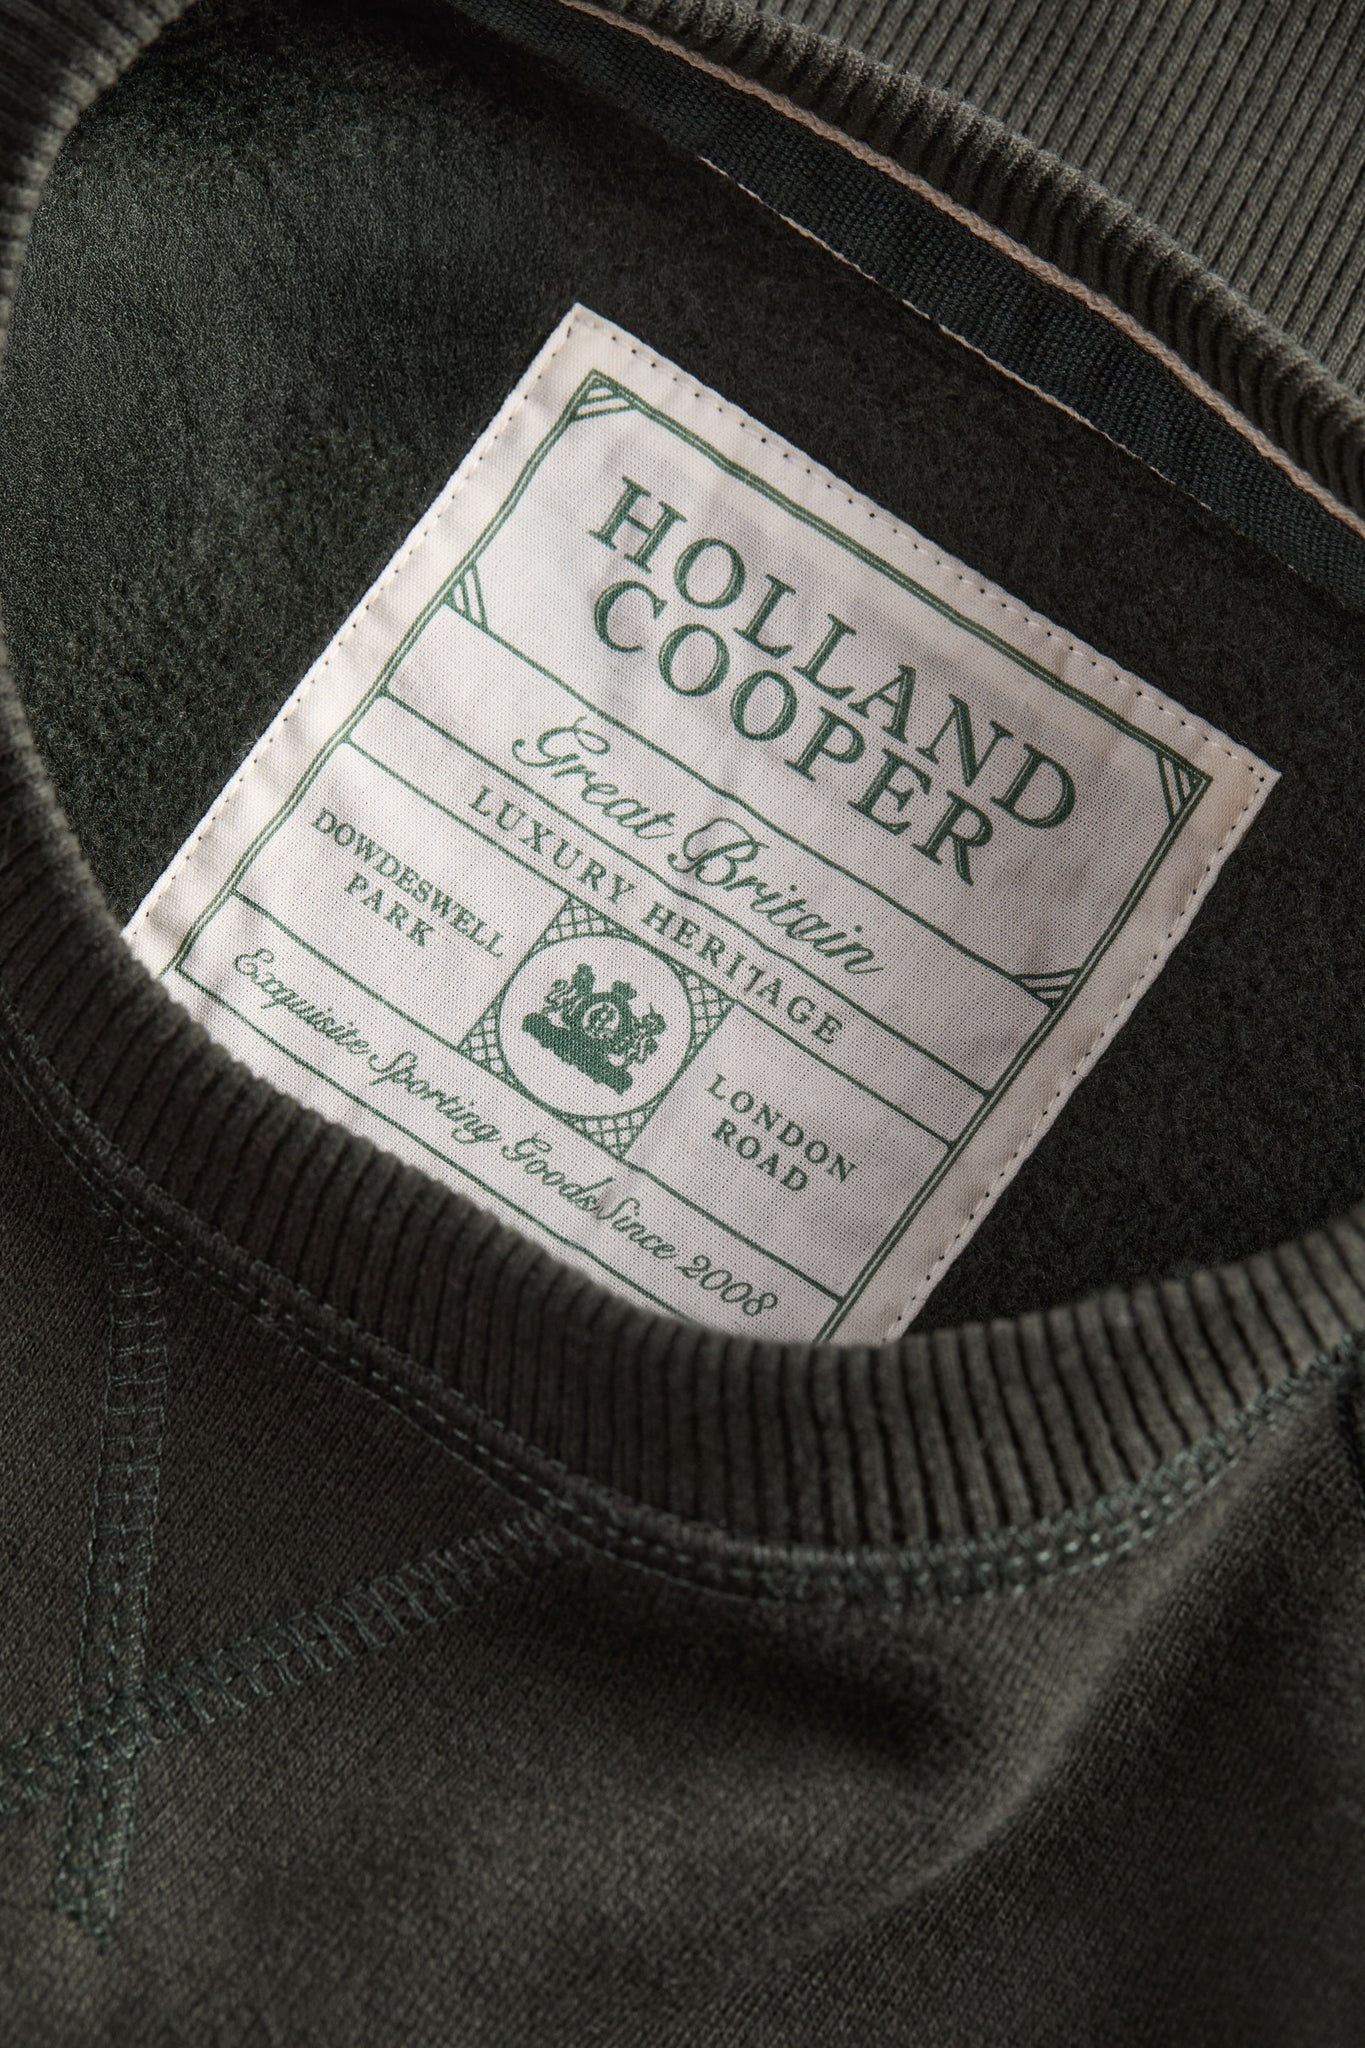 HOLLAND
COOPER
Great Britain
LUXURY HERITAGE
DOWDESWELL
PARK
LONDON
ROAD
Exquisite Sporting Goods Since 2008